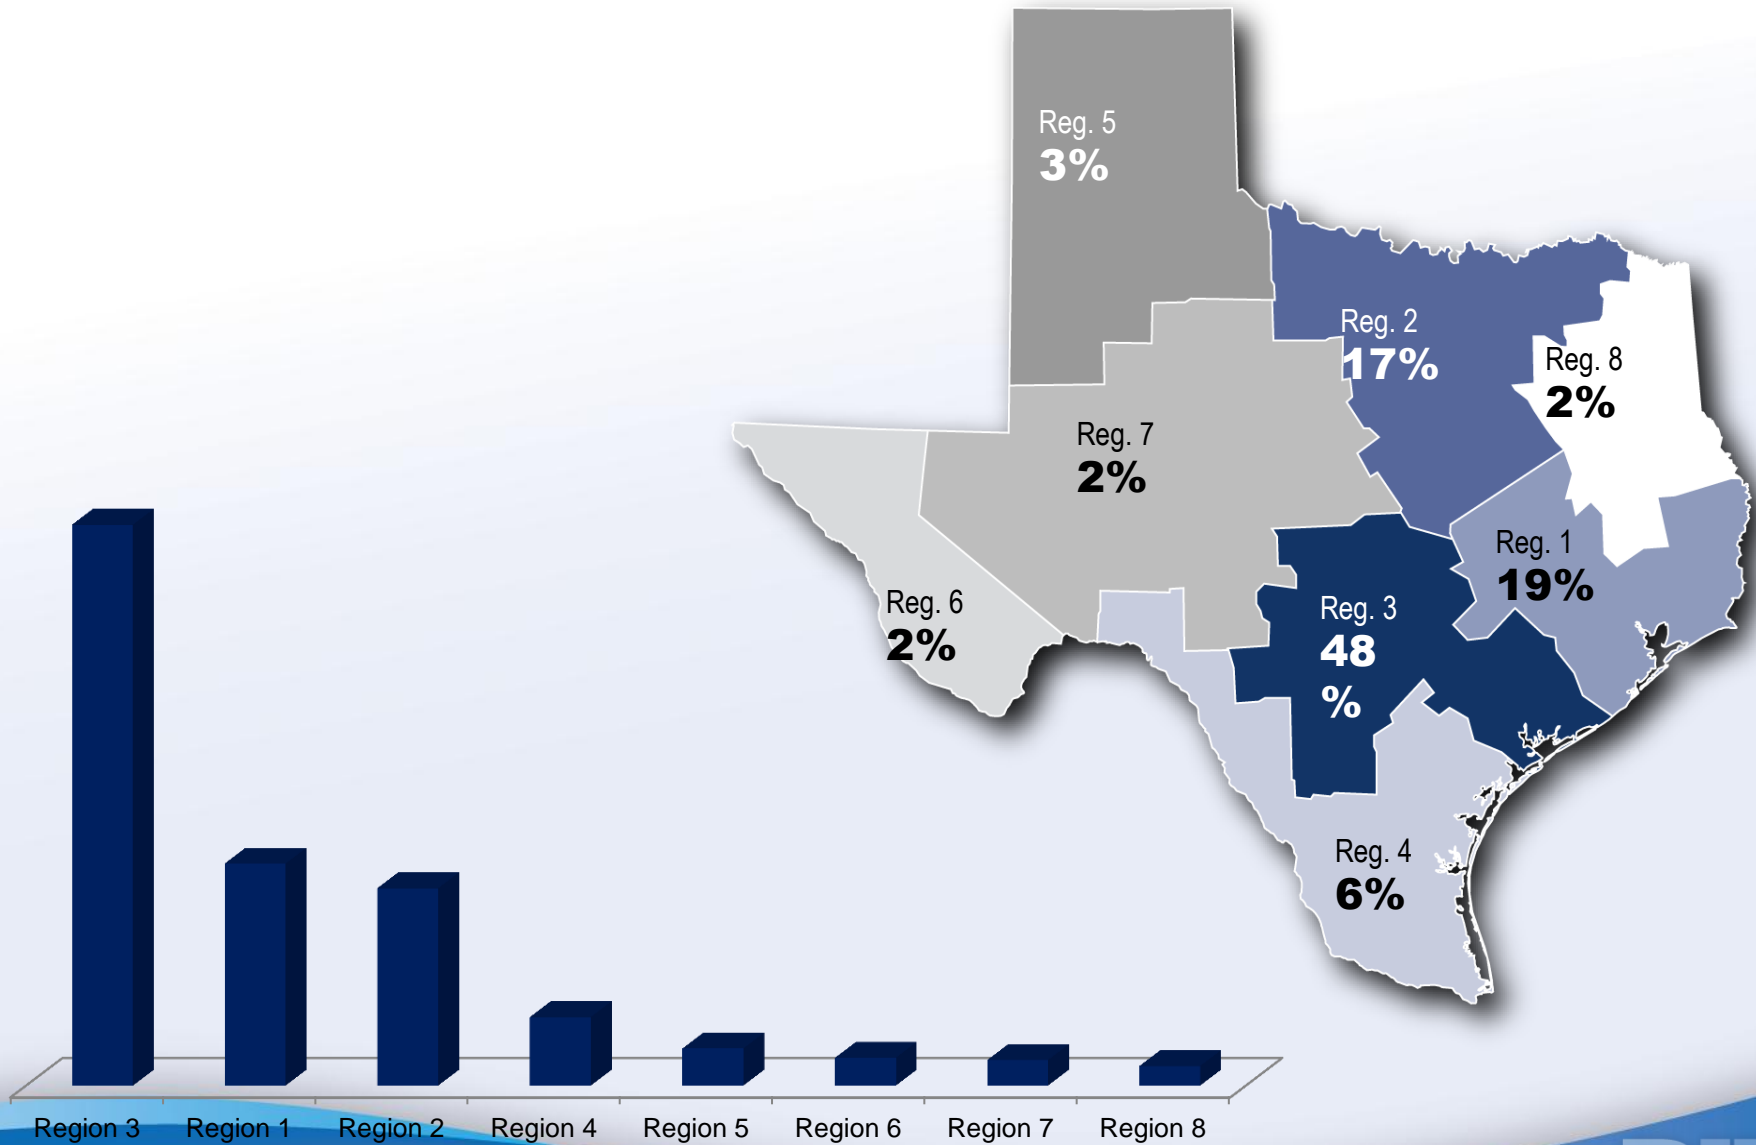 Reg. 5
3%
Reg. 2
17%
Reg. 8
2%
Reg. 7
2%
Reg. 1
19%
Reg. 6
2%
Reg. 3
48
%
Reg. 4
6%
Region 3
Region 1
Region 2
Region 4
Region 5
Region 6
Region 7
Region 8